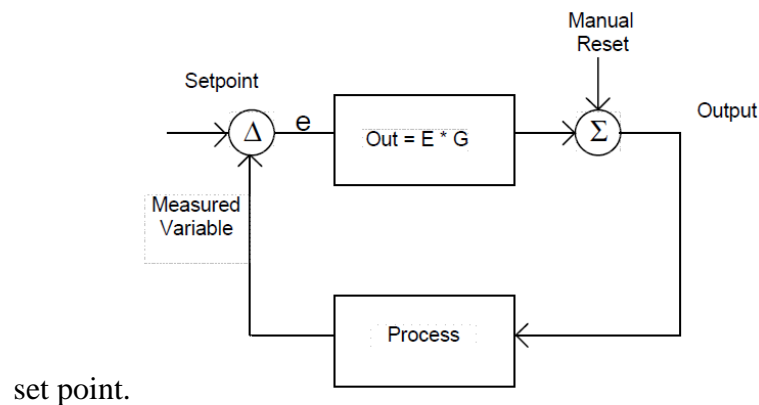 Manual
Reset
Setpoint
Output
Δ
e
Out = E * G
Σ
Measured
Variable
Process
set point.